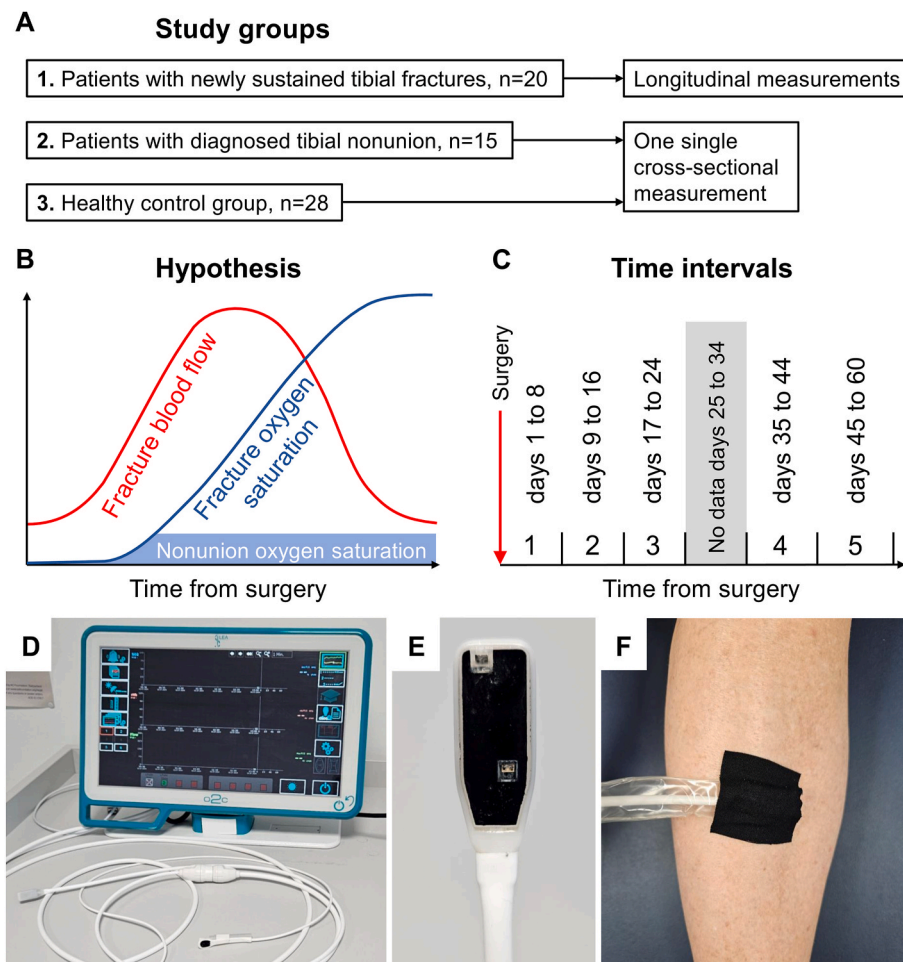 A
Study groups
1. Patients with newly sustained tibial fractures, n=20
Longitudinal measurements
2. Patients with diagnosed tibial nonunion, n=15
One single
cross-sectional
measurement
3. Healthy control group, n=28
B
Hypothesis
Fracture blood flow
Fracture oxygen
saturation
Nonunion oxygen saturation
Time from surgery
C
Time intervals
Surgery
days 1 to 8
days 9 to 16
days 17 to 24
No data days 25 to 34
days 35 to 44
days 45 to 60
1
2
3
4
5
Time from surgery
D
LEA
o2c
E
F